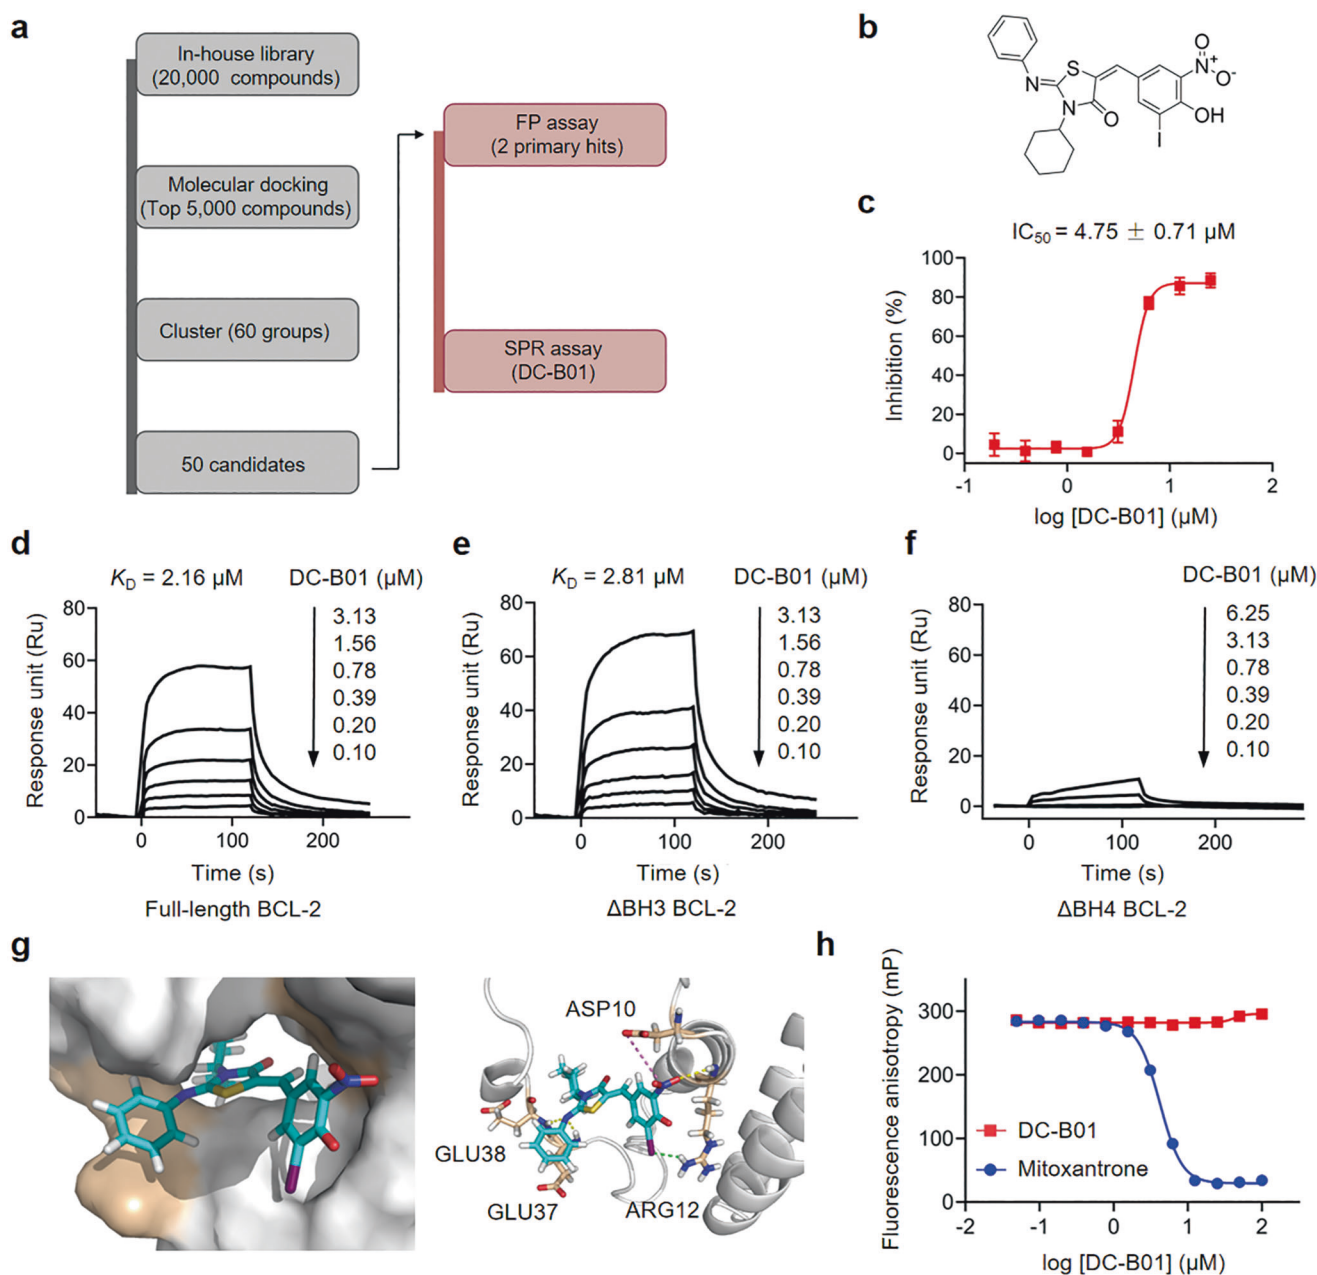 a
In-house library
(20,000 compounds)
Molecular docking
(Top 5,000 compounds)
Cluster (60 groups)
50 candidates
FP assay
(2 primary hits)
SPR assay
(DC-B01)
b
N
S
N
O
O
N+
O-
OH
I
c
IC50 = 4.75 ± 0.71 µM
Inhibition (%)
100
80
60
40
20
0
-1 0 1 2
log [DC-B01] (µM)
d
KD = 2.16 µM
DC-B01 (µM)
3.13
1.56
0.78
0.39
0.20
0.10
Response unit (Ru)
80
60
40
20
0
0 100 200
Time (s)
Full-length BCL-2
e
KD = 2.81 µM
DC-B01 (µM)
3.13
1.56
0.78
0.39
0.20
0.10
Response unit (Ru)
80
60
40
20
0
0 100 200
Time (s)
ΔBH3 BCL-2
f
DC-B01 (µM)
6.25
3.13
0.78
0.39
0.20
0.10
Response unit (Ru)
80
60
40
20
0
0 100 200
Time (s)
ΔBH4 BCL-2
g
ASP10
GLU38
GLU37
ARG12
h
Fluorescence anisotropy (mP)
300
200
100
0
DC-B01
Mitoxantrone
-2 -1 0 1 2
log [DC-B01] (µM)